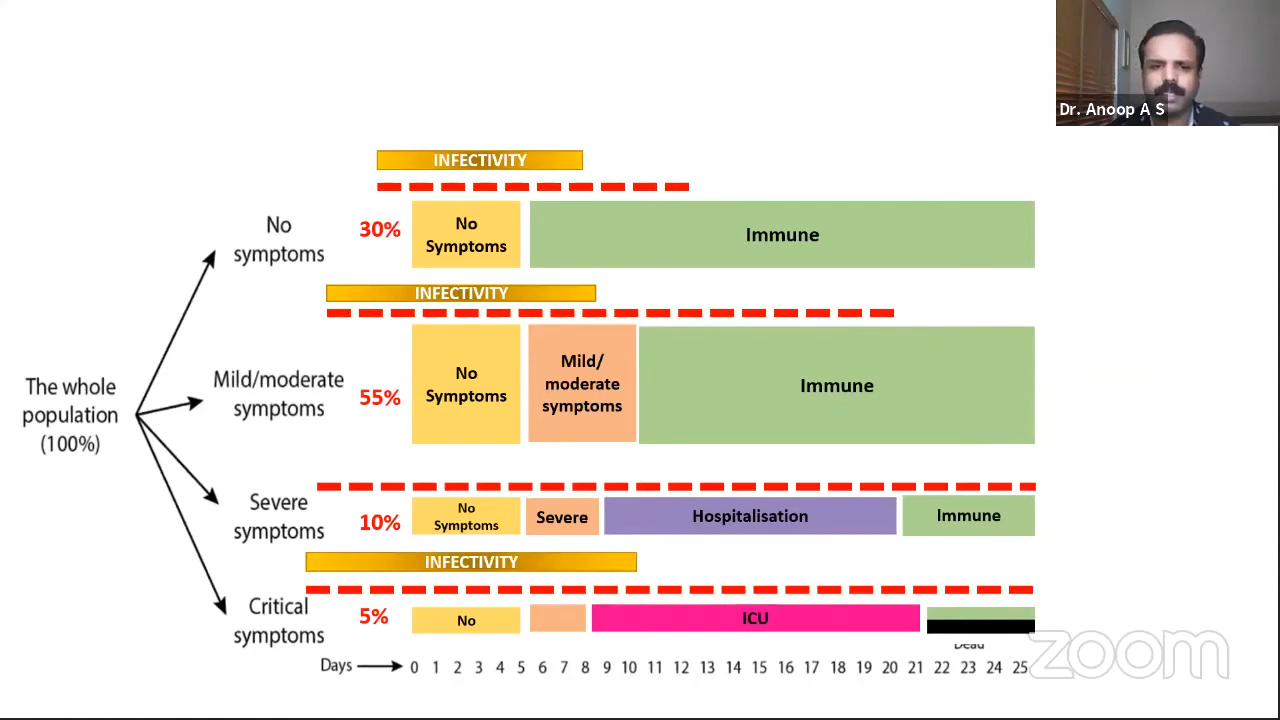 Dr. Anoop A S
INFECTIVITY
No
symptoms
30%
No
Symptoms
Immune
INFECTIVITY
Mild/moderate
symptoms
55%
No
Symptoms
Mild/
moderate
symptoms
Immune
The whole
population
(100%)
Severe
symptoms
10%
No
Symptoms
Severe
Hospitalisation
Immune
INFECTIVITY
Critical
symptoms
5%
No
ICU
Dead
Days 0 1 2 3 4 5 6 7 8 9 10 11 12 13 14 15 16 17 18 19 20 21 22 23 24 25
zoom